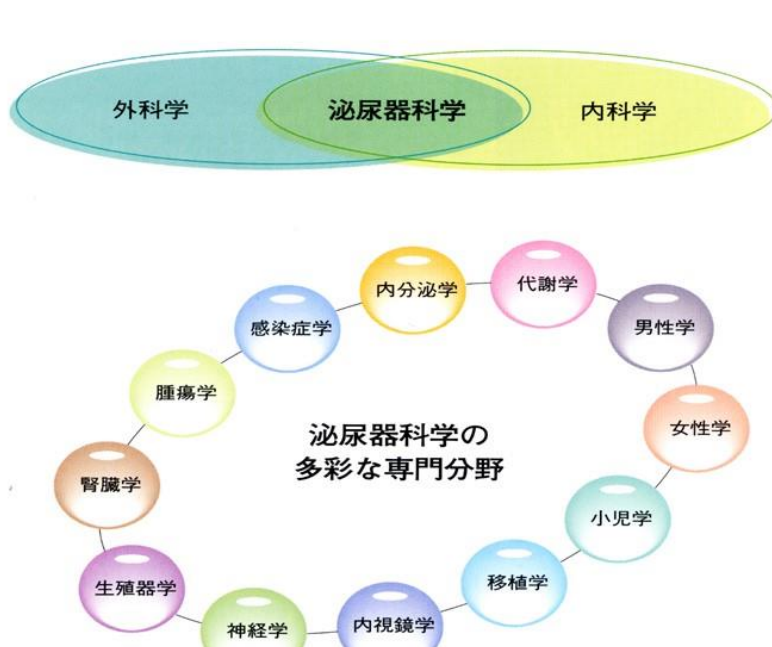 外科学
泌尿器科学
内科学
内分泌学
代謝学
感染症学
男性学
腫瘍学
女性学
泌尿器科学の
多彩な専門分野
腎臓学
小児学
生殖器学
移植学
神経学
内視鏡学